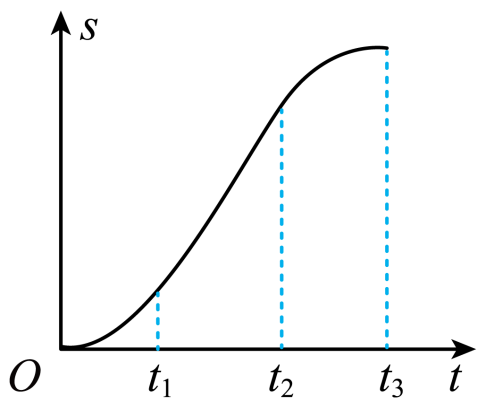 s
O t₁ t₂ t₃ t